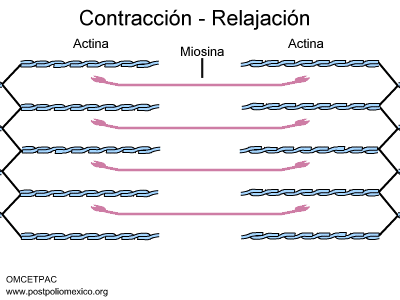 Contracción - Relajación
Actina
Miosina
Actina
OMCETPAC
www.postpoliomexico.org